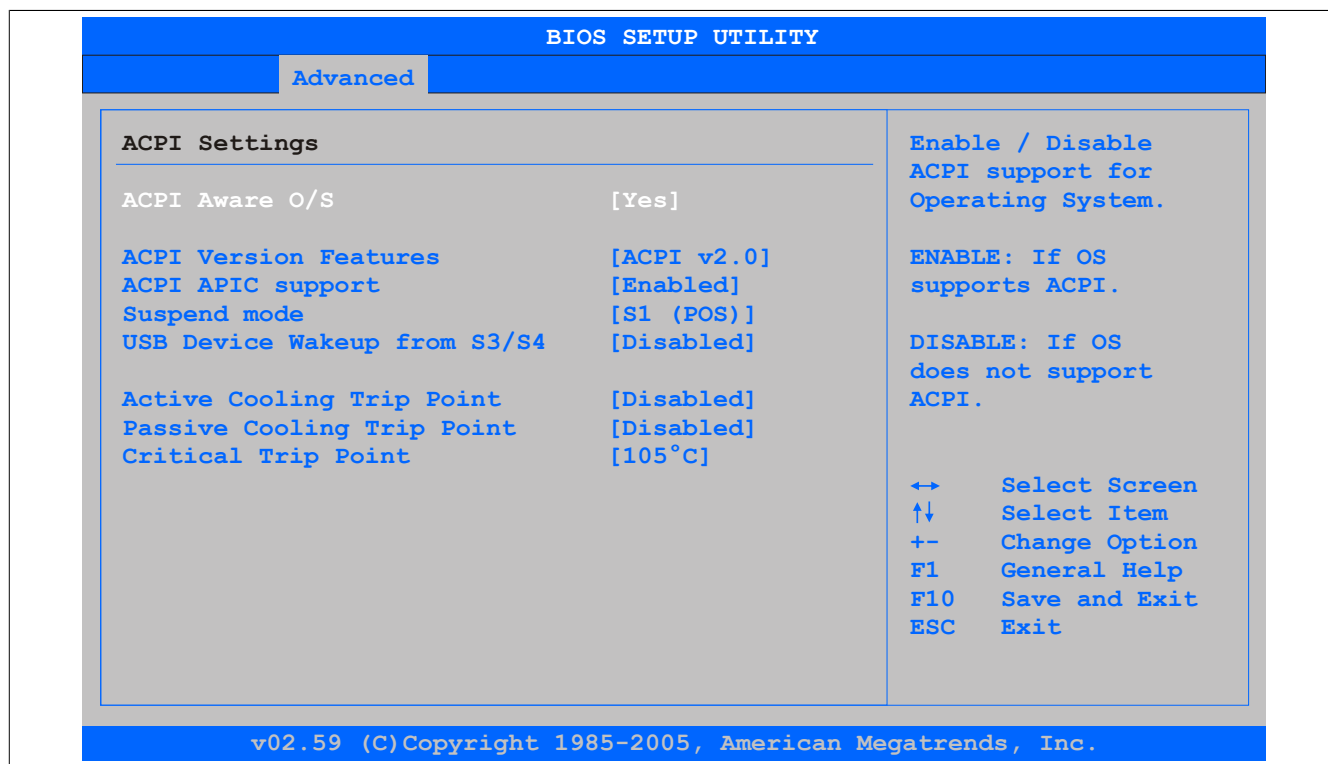 BIOS SETUP UTILITY
Advanced
ACPI Settings
ACPI Aware O/S [Yes]
ACPI Version Features [ACPI v2.0]
ACPI APIC support [Enabled]
Suspend mode [S1 (POS)]
USB Device Wakeup from S3/S4 [Disabled]
Active Cooling Trip Point [Disabled]
Passive Cooling Trip Point [Disabled]
Critical Trip Point [105°C]
Enable / Disable
ACPI support for
Operating System.
ENABLE: If OS
supports ACPI.
DISABLE: If OS
does not support
ACPI.
↔ Select Screen
↑↓ Select Item
+- Change Option
F1 General Help
F10 Save and Exit
ESC Exit
v02.59 (C)Copyright 1985-2005, American Megatrends, Inc.